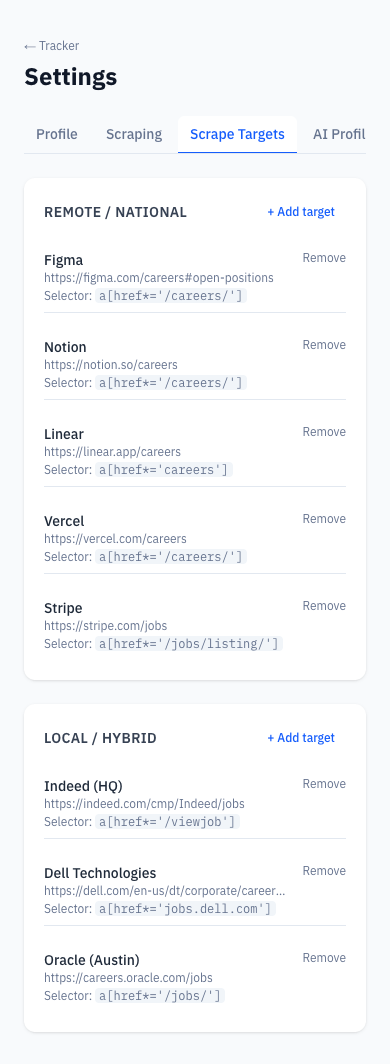 ← Tracker
Settings
Profile Scraping Scrape Targets AI Profil
REMOTE / NATIONAL + Add target
Figma Remove
https://figma.com/careers#open-positions
Selector: a[href*='/careers/']
Notion Remove
https://notion.so/careers
Selector: a[href*='/careers/']
Linear Remove
https://linear.app/careers
Selector: a[href*='careers']
Vercel Remove
https://vercel.com/careers
Selector: a[href*='/careers/']
Stripe Remove
https://stripe.com/jobs
Selector: a[href*='/jobs/listing/']
LOCAL / HYBRID + Add target
Indeed (HQ) Remove
https://indeed.com/cmp/Indeed/jobs
Selector: a[href*='/viewjob']
Dell Technologies Remove
https://dell.com/en-us/dt/corporate/career...
Selector: a[href*='jobs.dell.com']
Oracle (Austin) Remove
https://careers.oracle.com/jobs
Selector: a[href*='/jobs/']